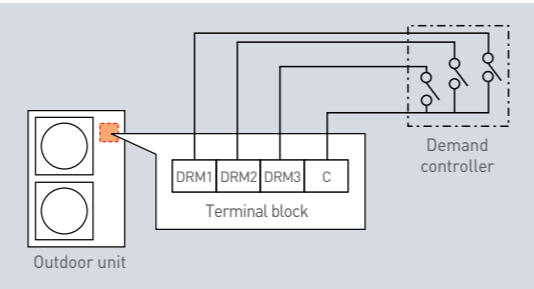 Demand
controller
DRM1 DRM2 DRM3 C
Terminal block
Outdoor unit